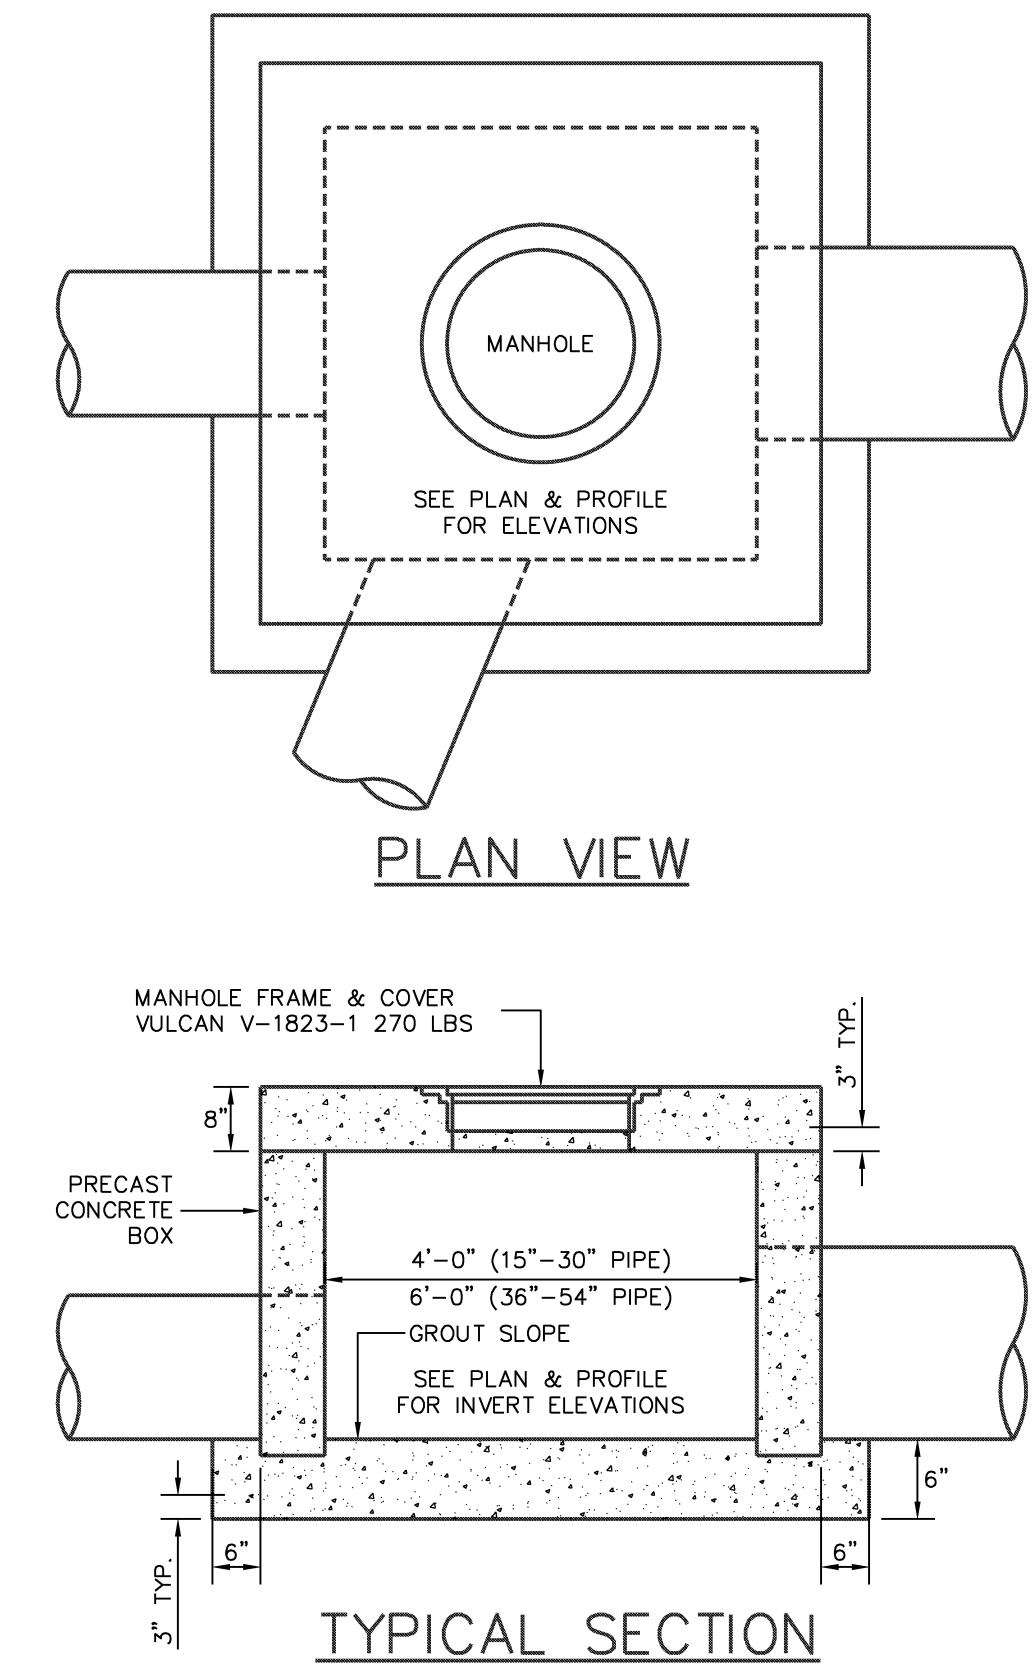 MANHOLE
SEE PLAN & PROFILE
FOR ELEVATIONS
PLAN VIEW
MANHOLE FRAME & COVER
VULCAN V-1823-1 270 LBS
3" TYP.
8"
PRECAST
CONCRETE
BOX
4'-0" (15"-30" PIPE)
6'-0" (36"-54" PIPE)
GROUT SLOPE
SEE PLAN & PROFILE
FOR INVERT ELEVATIONS
6"
6"
6"
3" TYP.
TYPICAL SECTION